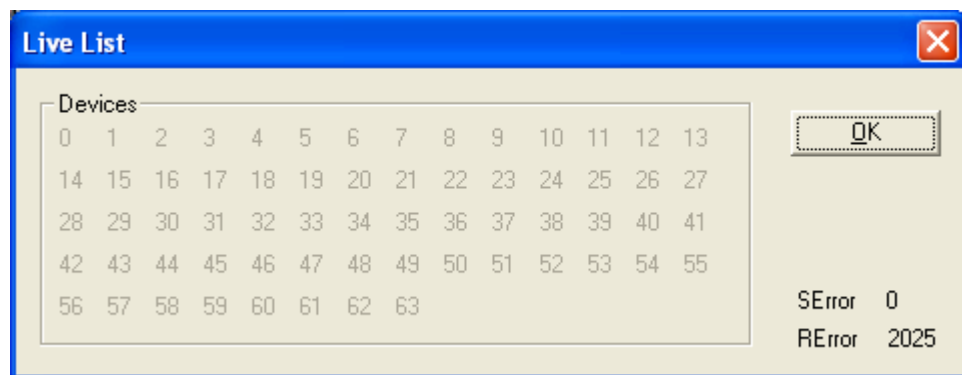 Live List
Devices
0 1 2 3 4 5 6 7 8 9 10 11 12 13
OK
14 15 16 17 18 19 20 21 22 23 24 25 26 27
28 29 30 31 32 33 34 35 36 37 38 39 40 41
42 43 44 45 46 47 48 49 50 51 52 53 54 55
56 57 58 59 60 61 62 63
SError 0
RError 2025